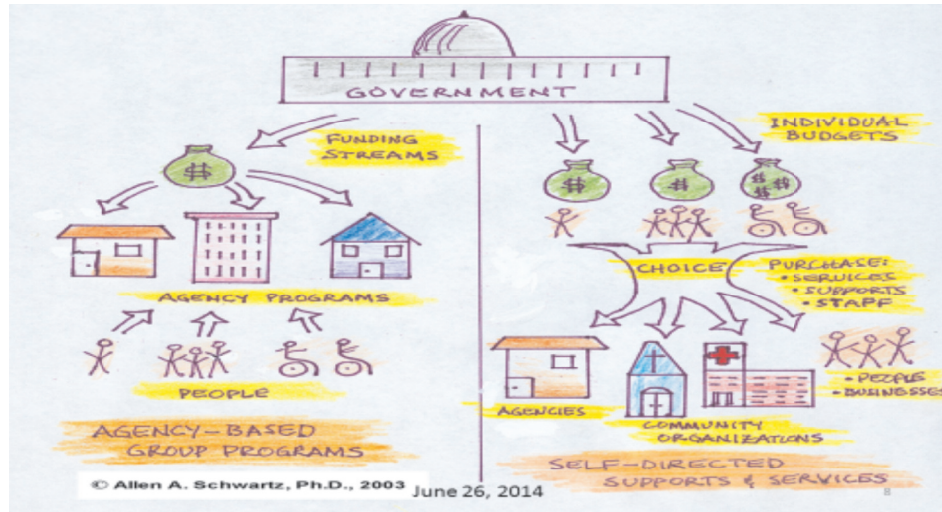 GOVERNMENT
FUNDING
STREAMS
$
AGENCY PROGRAMS
PEOPLE
AGENCY-BASED
GROUP PROGRAMS
© Allen A. Schwartz, Ph.D., 2003
INDIVIDUAL
BUDGETS
$
$
$$$$$
CHOICE
PURCHASE:
• SERVICES
• SUPPORTS
• STAFF
AGENCIES
COMMUNITY
ORGANIZATIONS
• PEOPLE
• BUSINESSES
SELF-DIRECTED
SUPPORTS & SERVICES
June 26, 2014
8